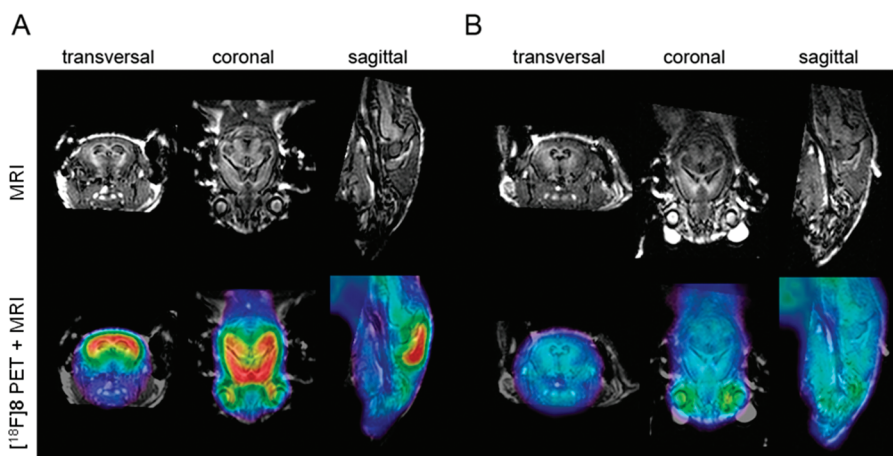 A
B
transversal coronal sagittal transversal coronal sagittal
MRI
[¹⁸F]8 PET + MRI